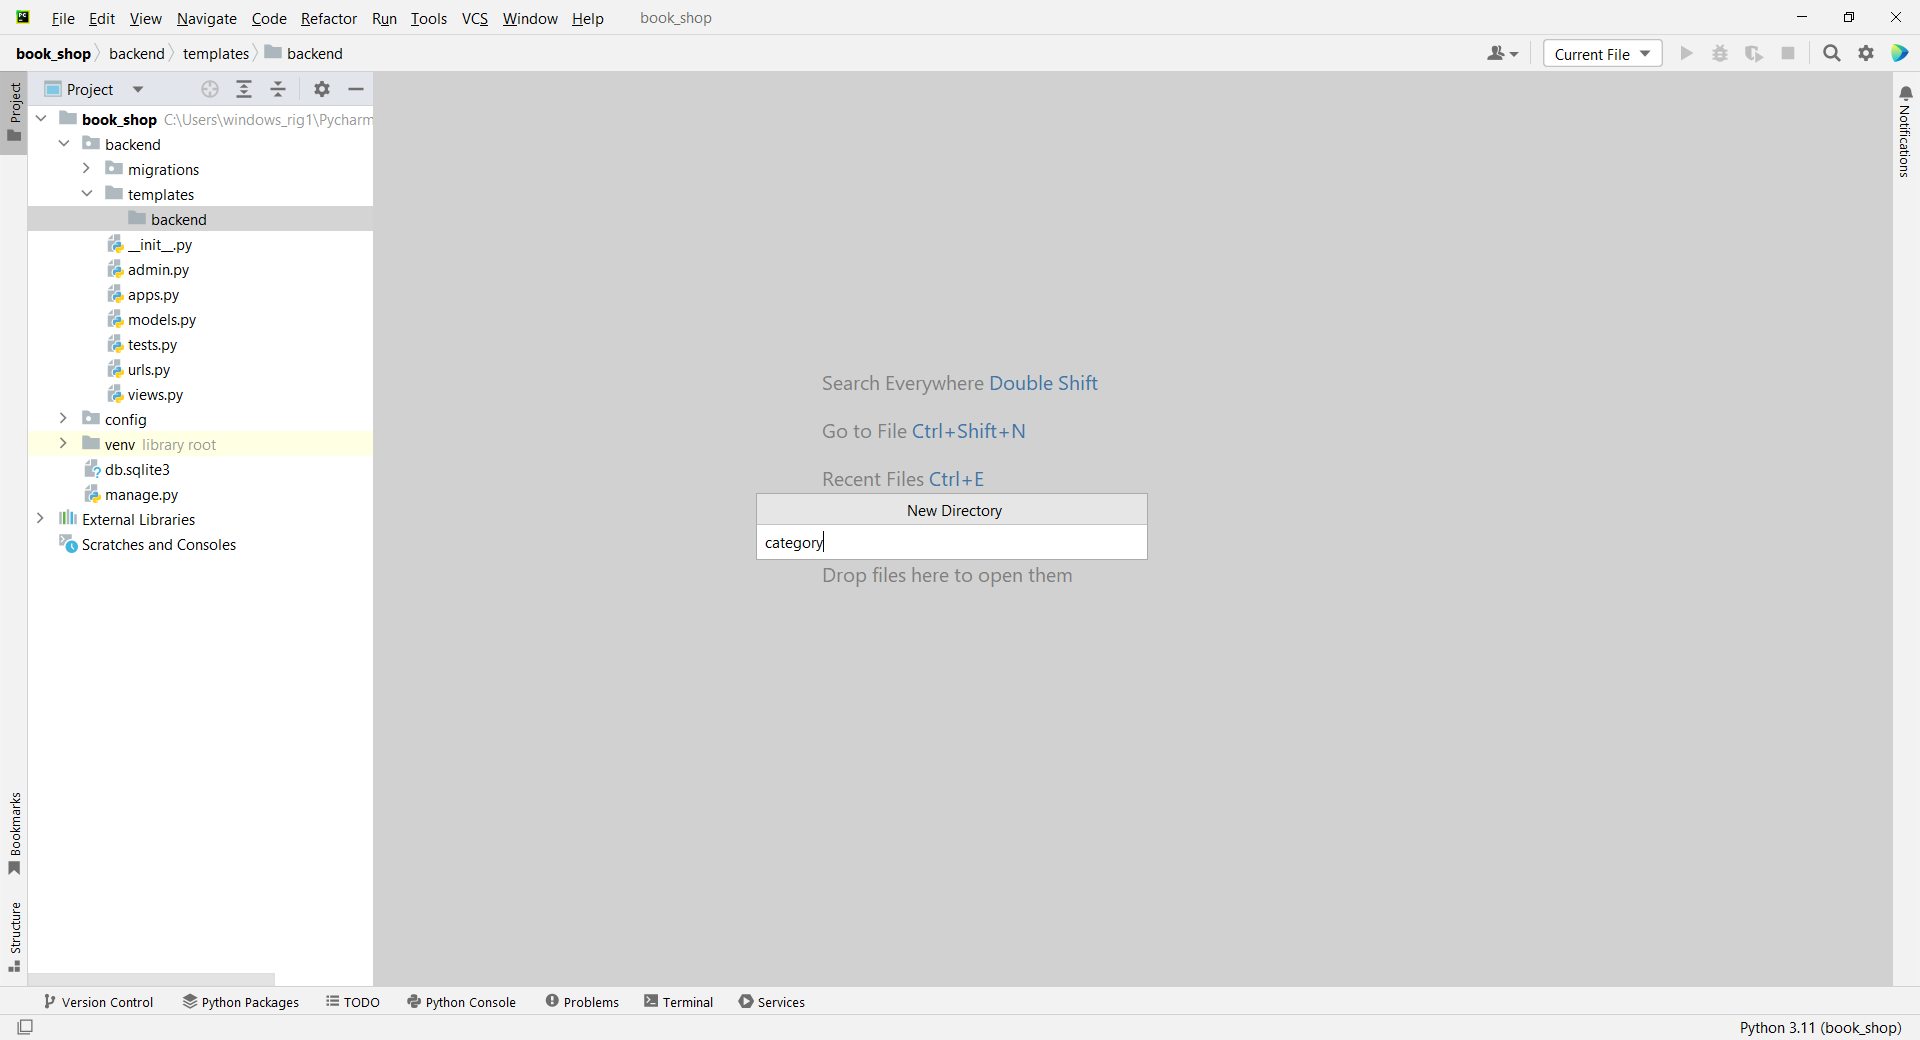 File Edit View Navigate Code Refactor Run Tools VCS Window Help book_shop
book_shop backend templates backend
Current File
Project
Project
book_shop C:\Users\windows_rig1\Pycharm
backend
migrations
templates
backend
__init__.py
admin.py
apps.py
models.py
tests.py
urls.py
views.py
config
venv library root
db.sqlite3
manage.py
External Libraries
Scratches and Consoles
Search Everywhere Double Shift
Go to File Ctrl+Shift+N
Recent Files Ctrl+E
New Directory
category
Drop files here to open them
Notifications
Bookmarks
Structure
Version Control Python Packages TODO Python Console Problems Terminal Services
Python 3.11 (book_shop)